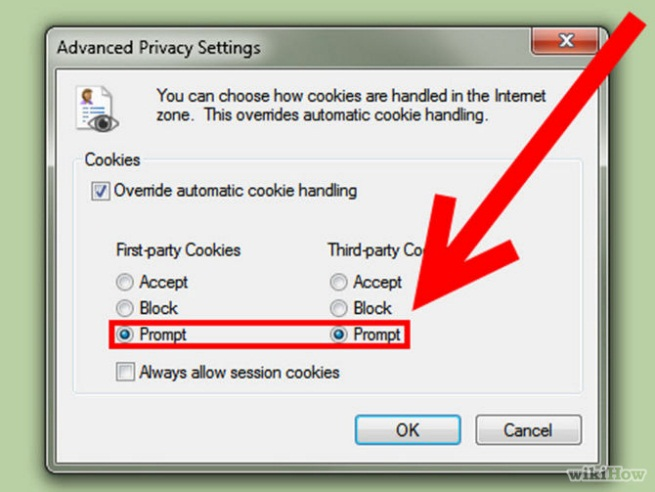 Advanced Privacy Settings
You can choose how cookies are handled in the Internet
zone. This overrides automatic cookie handling.
Cookies
Override automatic cookie handling
First-party Cookies
Third-party Co
Accept
Accept
Block
Block
Prompt
Prompt
Always allow session cookies
OK
Cancel
wikiHow